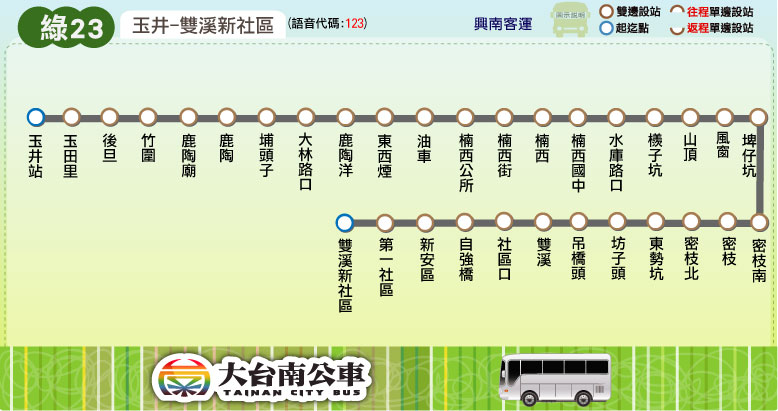 綠23
玉井-雙溪新社區
(語音代碼:123)
興南客運
圖示說明
雙邊設站
起迄點
往程單邊設站
返程單邊設站
玉井站
玉田里
後旦
竹圍
鹿陶廟
鹿陶
埔頭子
大林路口
鹿陶洋
東西煙
油車
楠西公所
楠西街
楠西
楠西國中
水庫路口
檨子坑
山頂
風窗
埤仔坑
密枝南
密枝
密枝北
東勢坑
坊子頭
吊橋頭
雙溪
社區口
自強橋
新安區
第一社區
雙溪新社區
大台南公車
TAINAN CITY BUS